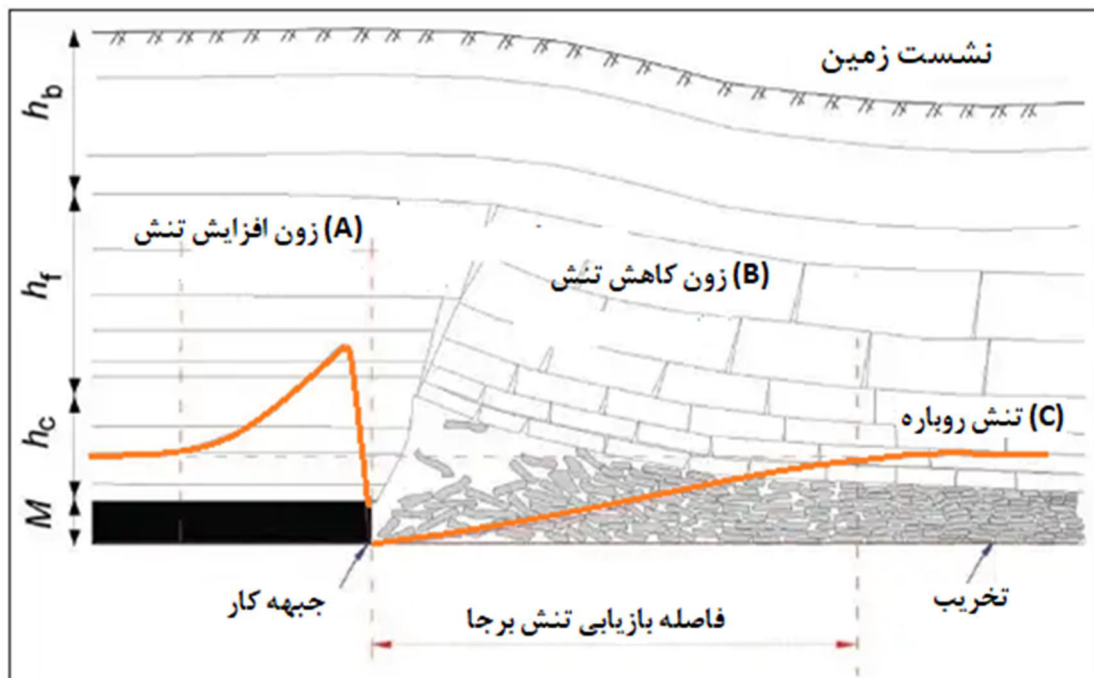 نشست زمین
h_b
(A) زون افزایش تنش
(B) زون کاهش تنش
h_f
(C) تنش روباره
h_c
M
جبهه کار
تخریب
فاصله بازیابی تنش برجا